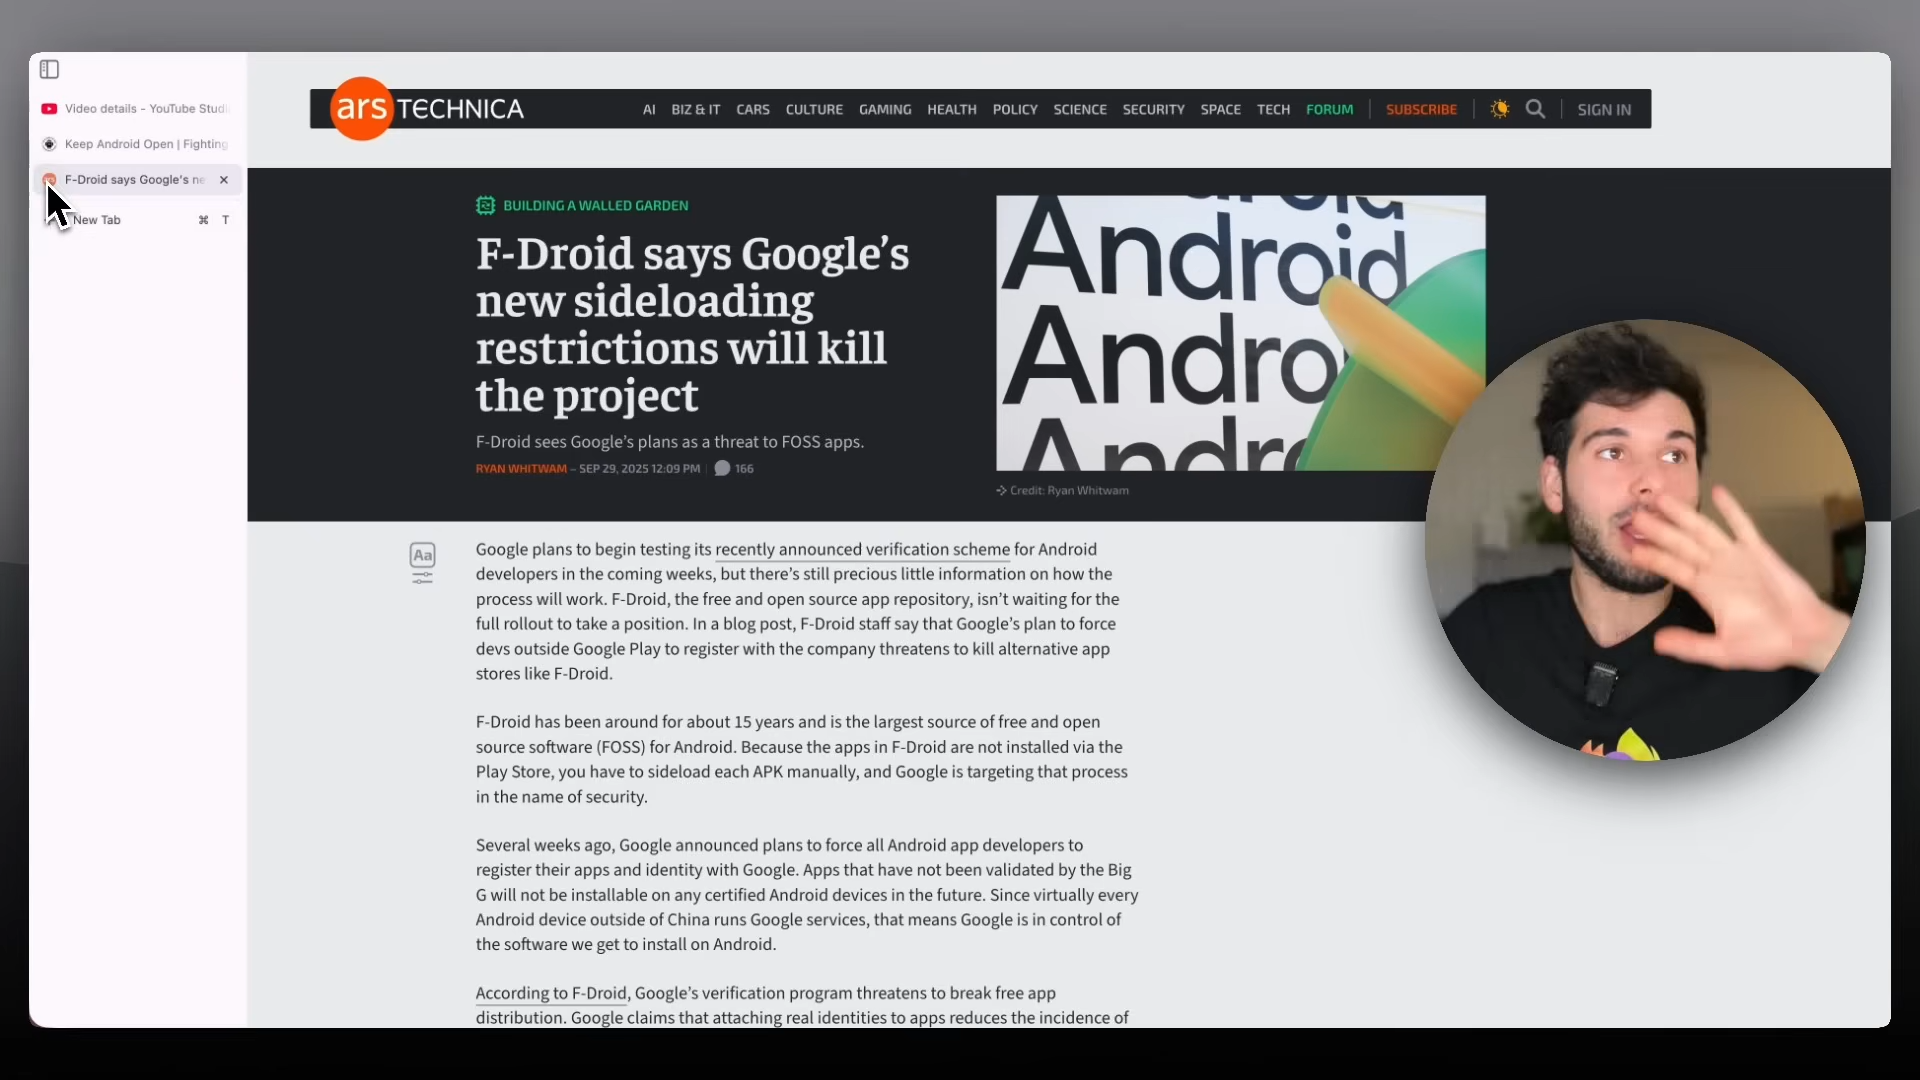 Video details - YouTube Studi
Keep Android Open | Fighting
F-Droid says Google's ne
New Tab ⌘ T
ars TECHNICA
AI BIZ & IT CARS CULTURE GAMING HEALTH POLICY SCIENCE SECURITY SPACE TECH FORUM SUBSCRIBE SIGN IN
BUILDING A WALLED GARDEN
F-Droid says Google’s
new sideloading
restrictions will kill
the project
F-Droid sees Google’s plans as a threat to FOSS apps.
RYAN WHITWAM – SEP 29, 2025 12:09 PM | 166
Android
Andro
Andr
Credit: Ryan Whitwam
Aa
Google plans to begin testing its recently announced verification scheme for Android
developers in the coming weeks, but there’s still precious little information on how the
process will work. F-Droid, the free and open source app repository, isn’t waiting for the
full rollout to take a position. In a blog post, F-Droid staff say that Google’s plan to force
devs outside Google Play to register with the company threatens to kill alternative app
stores like F-Droid.
F-Droid has been around for about 15 years and is the largest source of free and open
source software (FOSS) for Android. Because the apps in F-Droid are not installed via the
Play Store, you have to sideload each APK manually, and Google is targeting that process
in the name of security.
Several weeks ago, Google announced plans to force all Android app developers to
register their apps and identity with Google. Apps that have not been validated by the Big
G will not be installable on any certified Android devices in the future. Since virtually every
Android device outside of China runs Google services, that means Google is in control of
the software we get to install on Android.
According to F-Droid, Google’s verification program threatens to break free app
distribution. Google claims that attaching real identities to apps reduces the incidence of